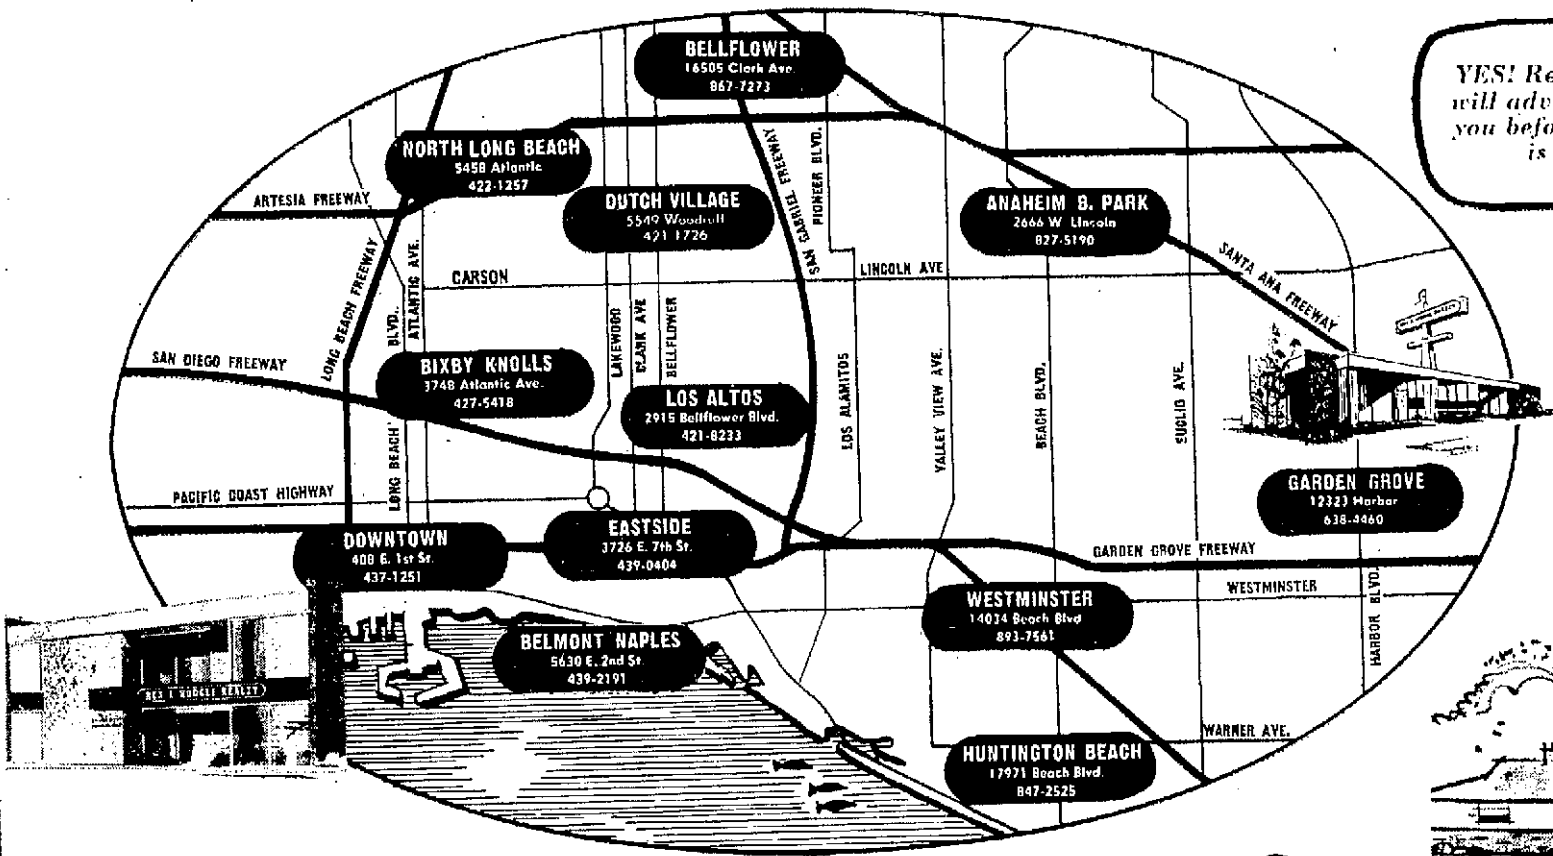 BELLFLOWER
16505 Clark Ave.
867-7273
YES! Re
will adv
you befo
is
NORTH LONG BEACH
5458 Atlantic
422-1257
DUTCH VILLAGE
5549 Woodruff
421-1726
SAN GABRIEL FREEWAY
PIONEER BLVD.
ANAHEIM B. PARK
2666 W. Lincoln
827-5190
ARTESIA FREEWAY
LONG BEACH FREEWAY
ATLANTIC AVE.
CARSON
LINCOLN AVE
SANTA ANA FREEWAY
SAN DIEGO FREEWAY
LONG BEACH BLVD.
BIXBY KNOLLS
3748 Atlantic Ave.
427-5418
LAKEWOOD
CLARK AVE
BELLFLOWER
LOS ALTOS
2915 Bellflower Blvd.
421-8233
LOS ALAMITOS
VALLEY VIEW AVE.
BEACH BLVD.
EUCLID AVE.
PACIFIC COAST HIGHWAY
GARDEN GROVE
12323 Harbor
638-4460
DOWNTOWN
408 E. 1st St.
437-1251
EASTSIDE
3726 E. 7th St.
439-0404
GARDEN GROVE FREEWAY
WESTMINSTER
HARBOR BLVD.
WESTMINSTER
14034 Beach Blvd
893-7561
BELMONT NAPLES
5630 E. 2nd St.
439-2191
REX L HODGES REALTY
WARNER AVE.
HUNTINGTON BEACH
17971 Beach Blvd.
847-2525